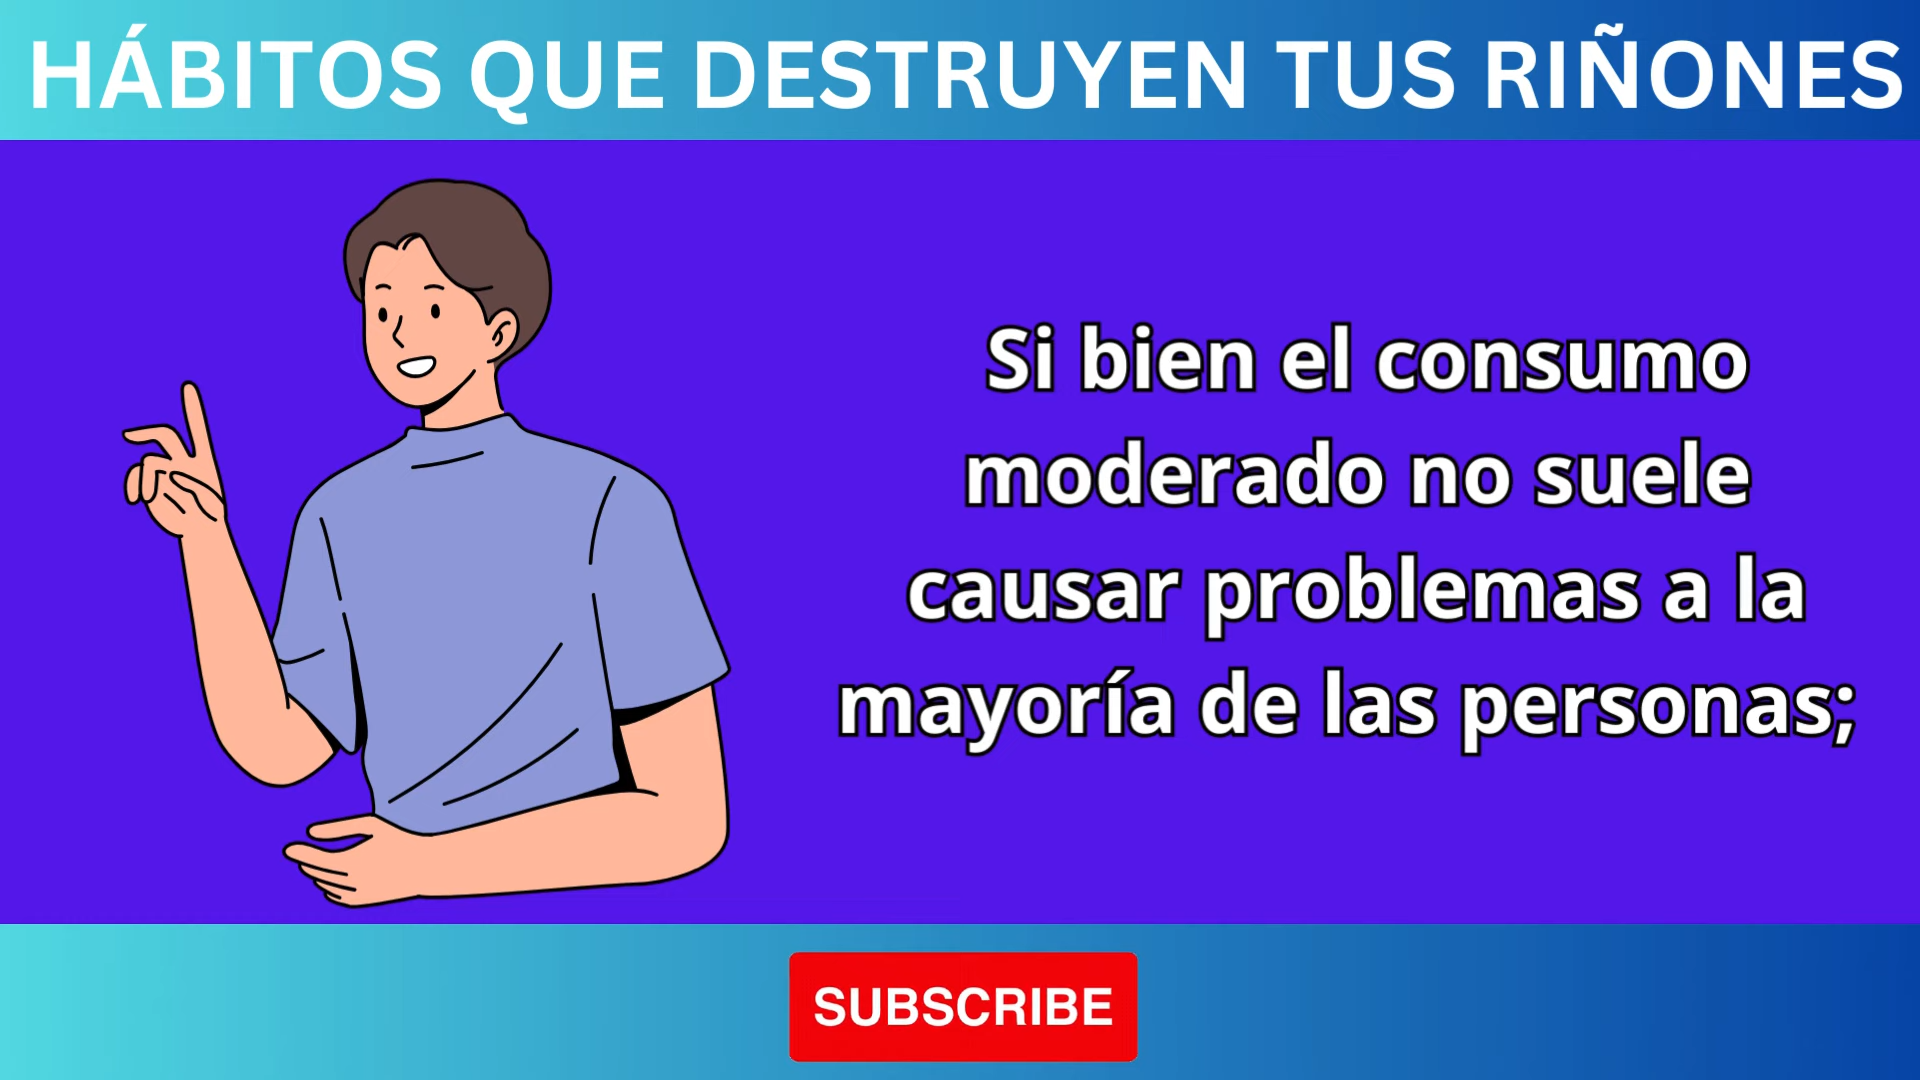 HÁBITOS QUE DESTRUYEN TUS RIÑONES
Si bien el consumo
moderado no suele
causar problemas a la
mayoría de las personas;
SUBSCRIBE